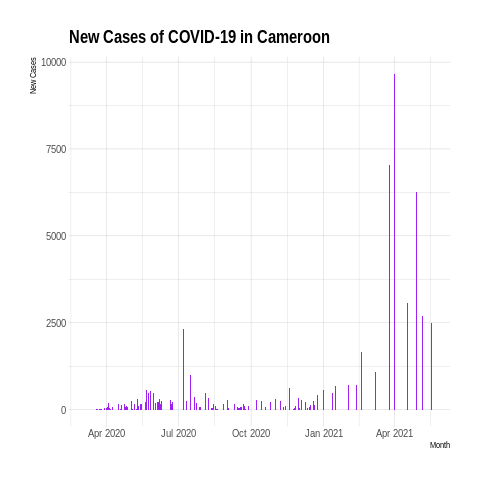 New Cases of COVID-19 in Cameroon
New Cases
10000
7500
5000
2500
0
Apr 2020 Jul 2020 Oct 2020 Jan 2021 Apr 2021
Month